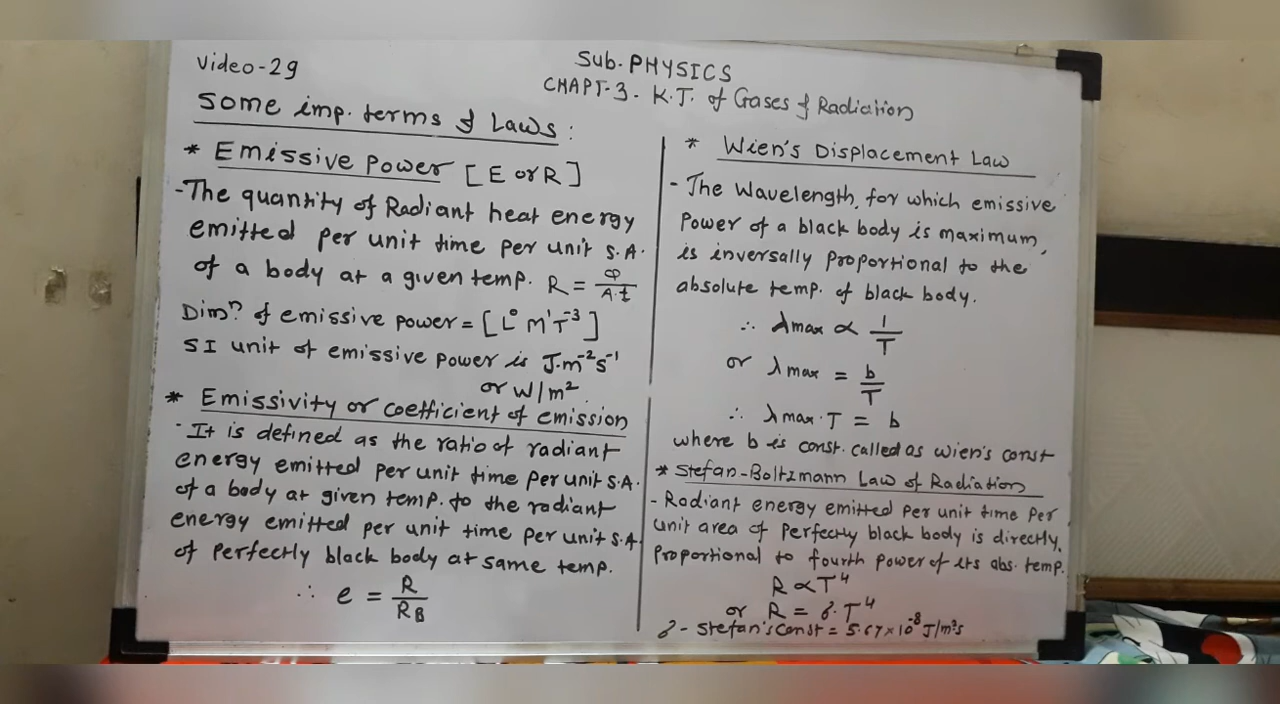 Video-29
Sub. PHYSICS
CHAPT-3. K.T. of Gases & Radiation
Some imp. terms & Laws:
* Emissive Power [E or R]
- The quantity of Radiant heat energy
emitted per unit time per unit S.A.
of a body at a given temp. R = Q/A.t
Dimⁿ. of emissive power = [L⁰ M¹ T⁻³]
SI unit of emissive power is J.m⁻²s⁻¹
or W/m².
* Emissivity or coefficient of emission
- It is defined as the ratio of radiant
energy emitted per unit time per unit S.A.
of a body at given temp. to the radiant
energy emitted per unit time per unit S.A.
of perfectly black body at same temp.
∴ e = R/R_B
* Wien's Displacement Law
- The Wavelength, for which emissive
Power of a black body is maximum,
is inversally proportional to the
absolute temp. of black body.
∴ λmax ∝ 1/T
or λmax = b/T
∴ λmax.T = b
where b is const. called as wien's const
* Stefan-Boltzmann Law of Radiation
- Radiant energy emitted per unit time per
unit area of perfectly black body is directly
proportional to fourth power of its abs. temp.
R ∝ T⁴
or R = σ.T⁴
σ - Stefan's const = 5.67 × 10⁻⁸ J/m²s